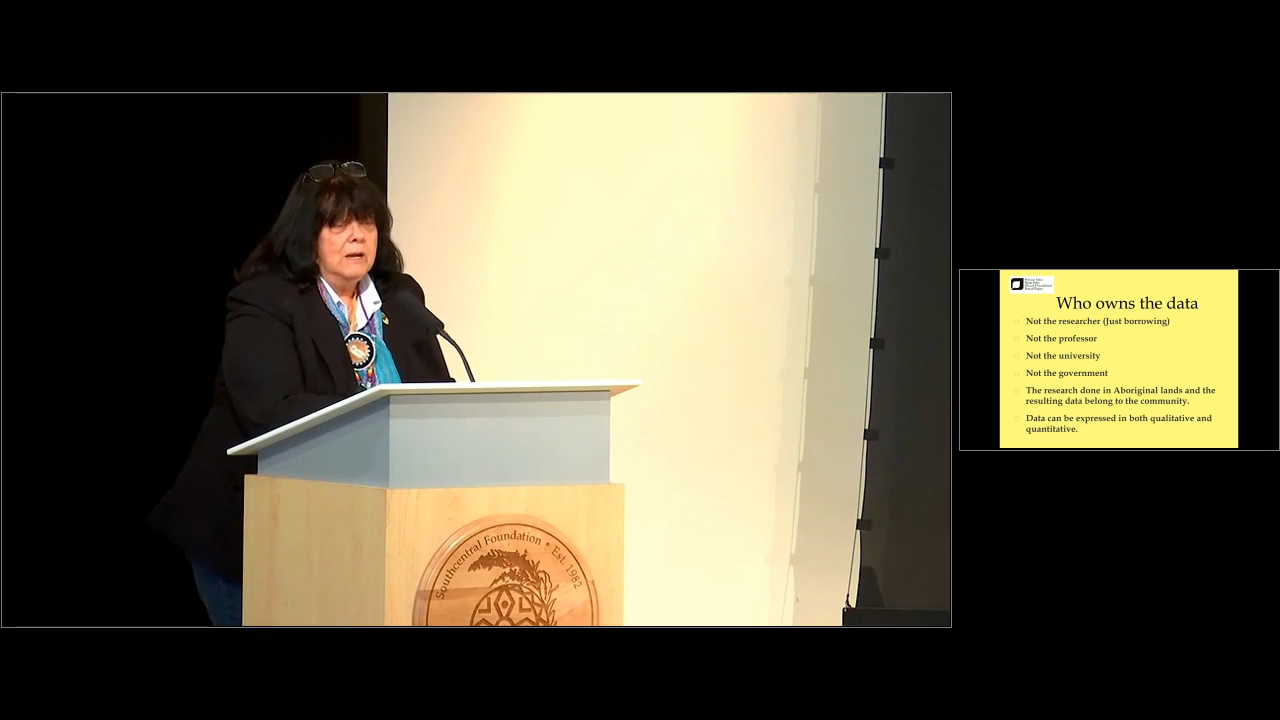 Southcentral Foundation • Est. 1982
Who owns the data
Not the researcher (Just borrowing)
Not the professor
Not the university
Not the government
The research done in Aboriginal lands and the
resulting data belong to the community.
Data can be expressed in both qualitative and
quantitative.